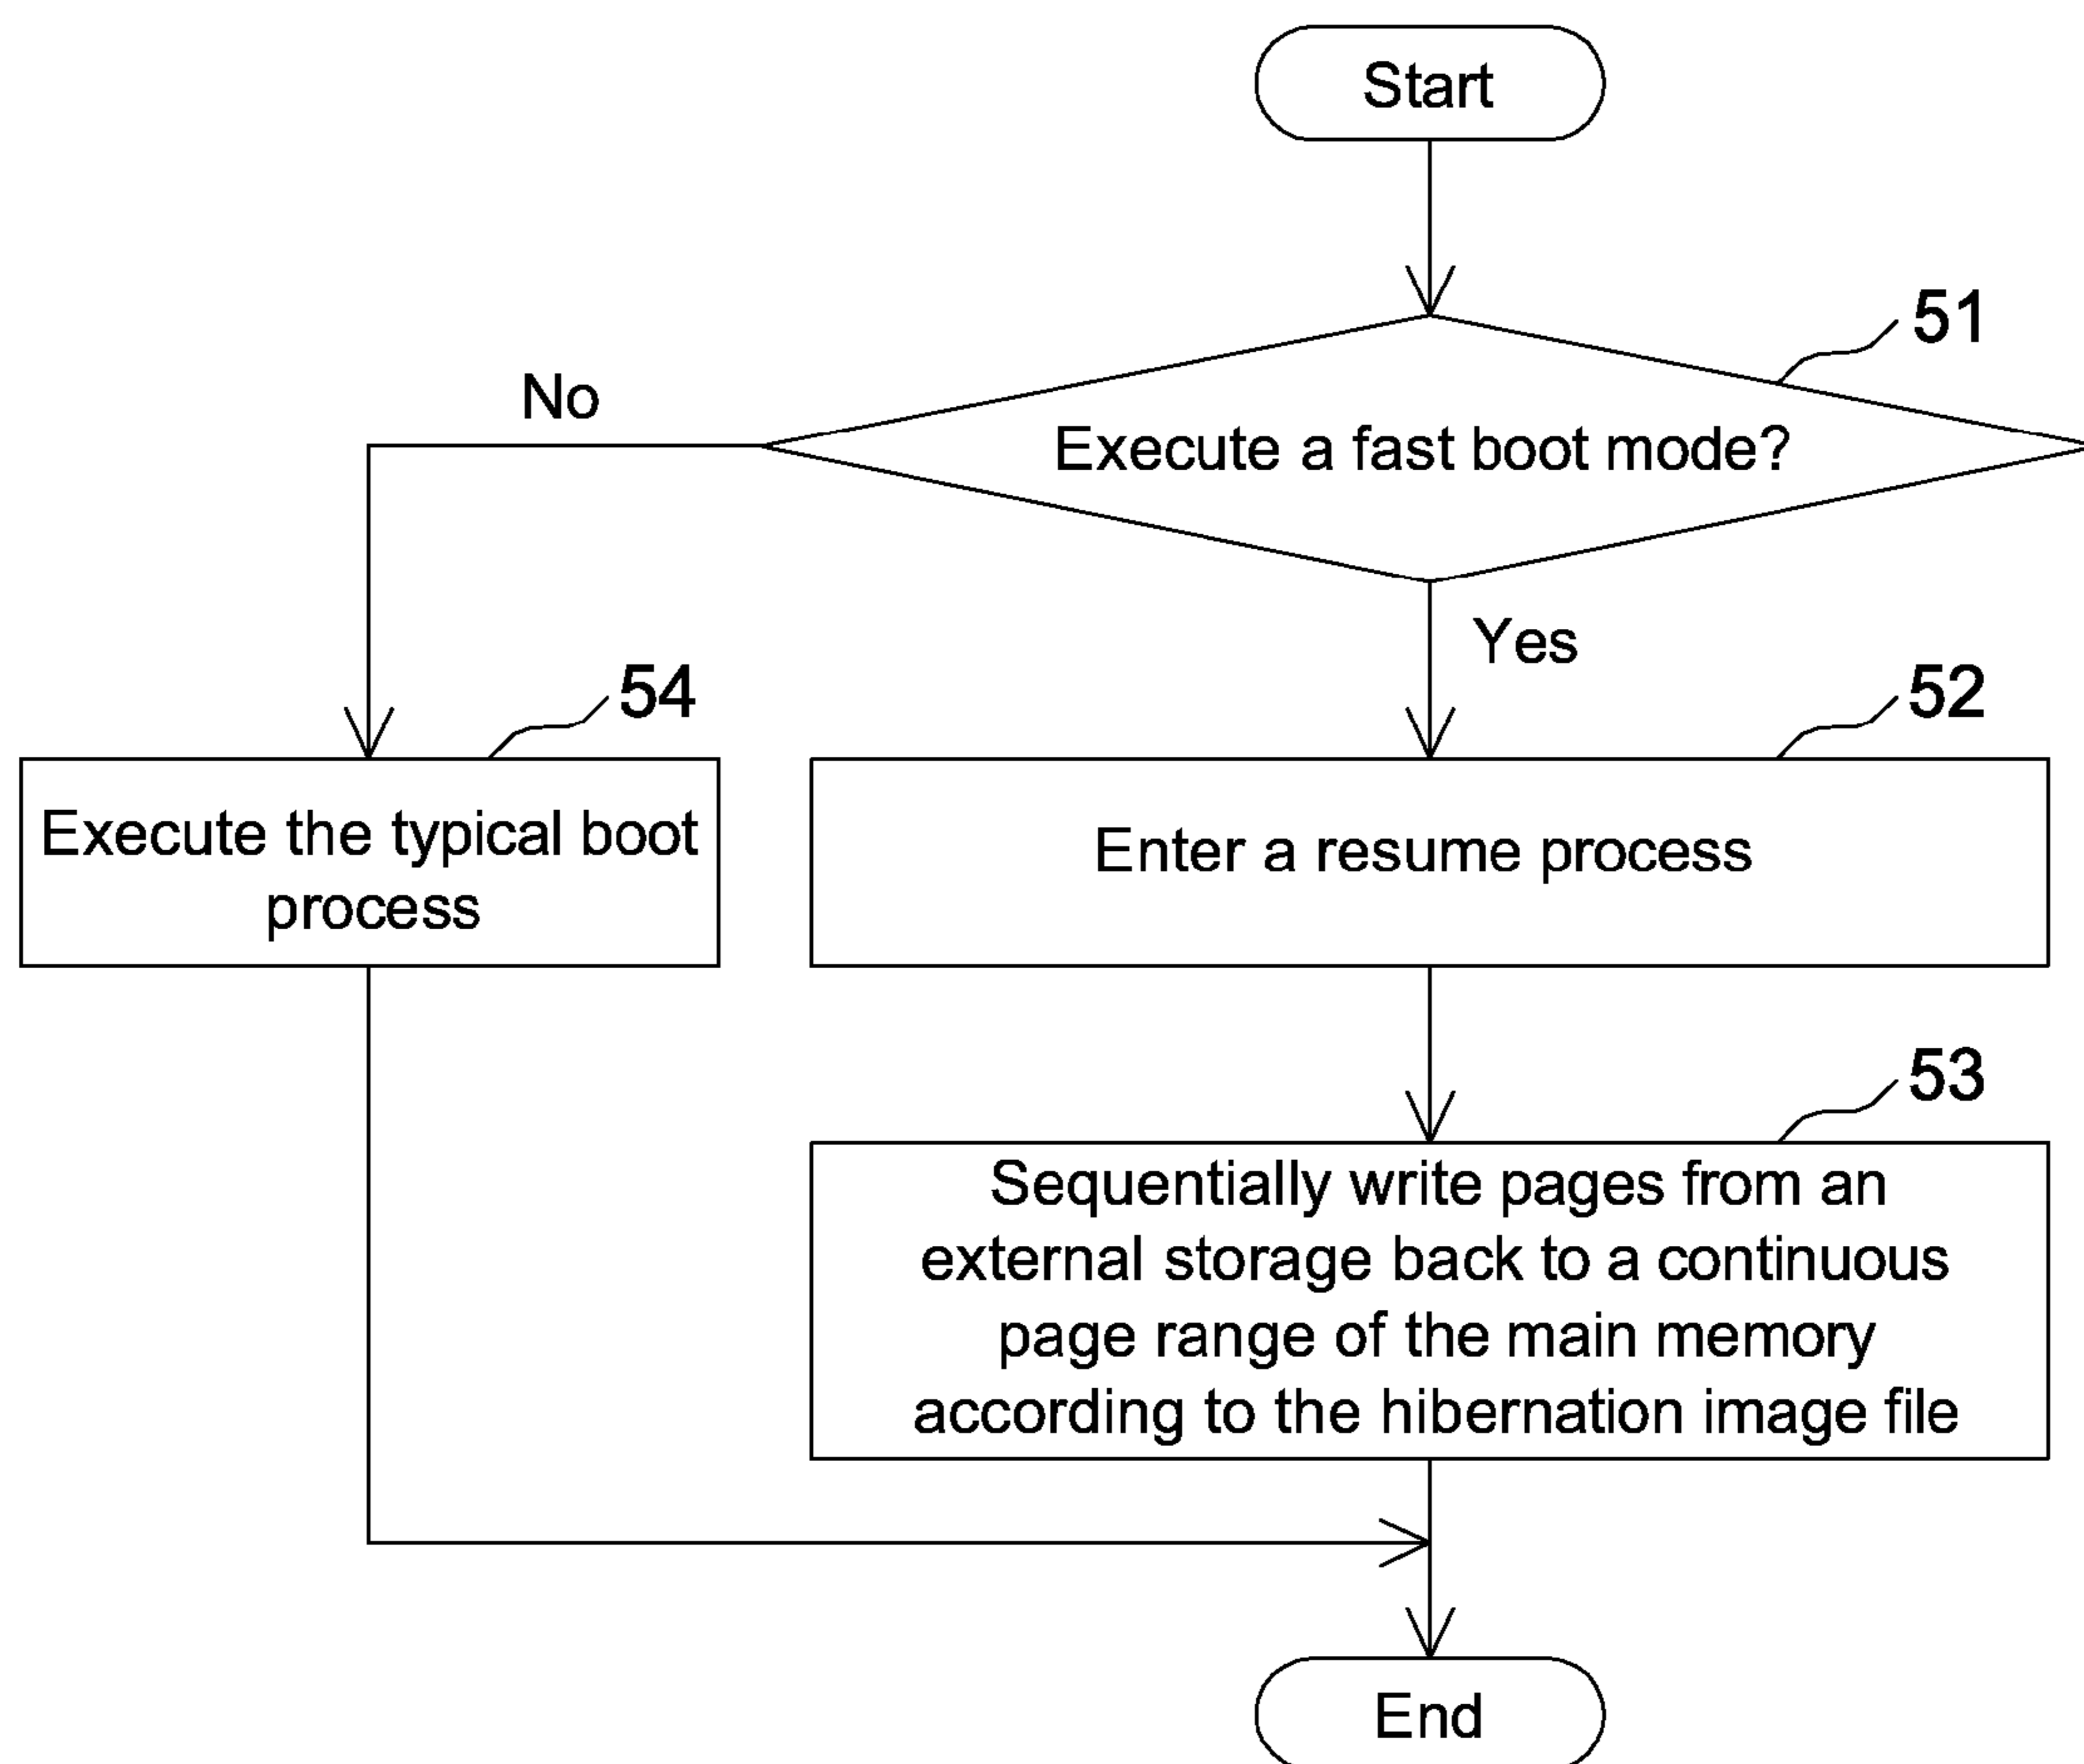 Start
51
No
Execute a fast boot mode?
Yes
54
52
Execute the typical boot
process
Enter a resume process
53
Sequentially write pages from an
external storage back to a continuous
page range of the main memory
according to the hibernation image file
End